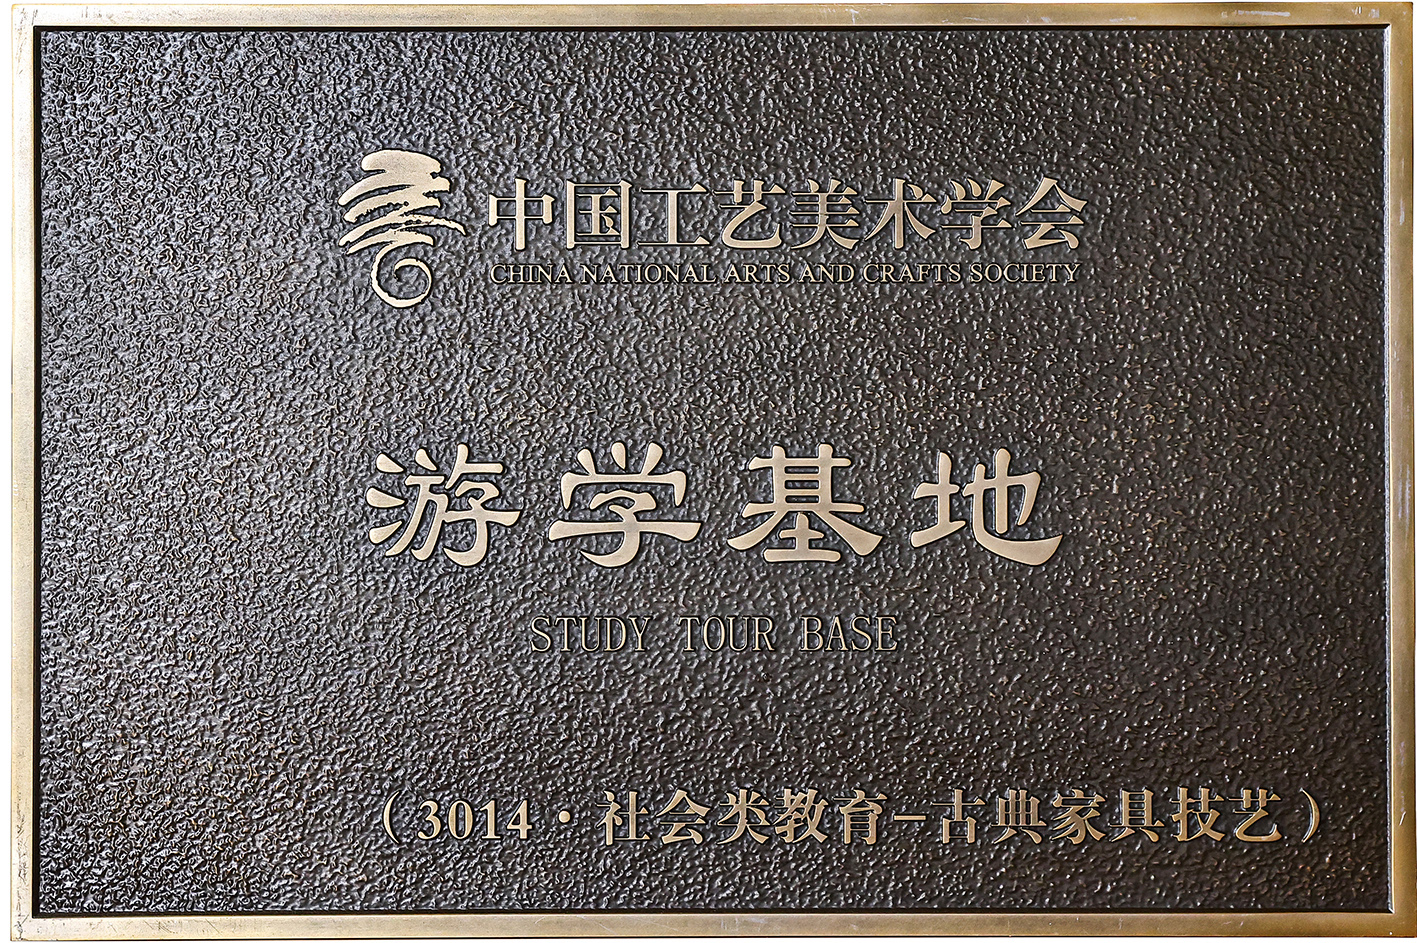 中国工艺美术学会
CHINA NATIONAL ARTS AND CRAFTS SOCIETY
游学基地
STUDY TOUR BASE
（3014·社会类教育-古典家具技艺）